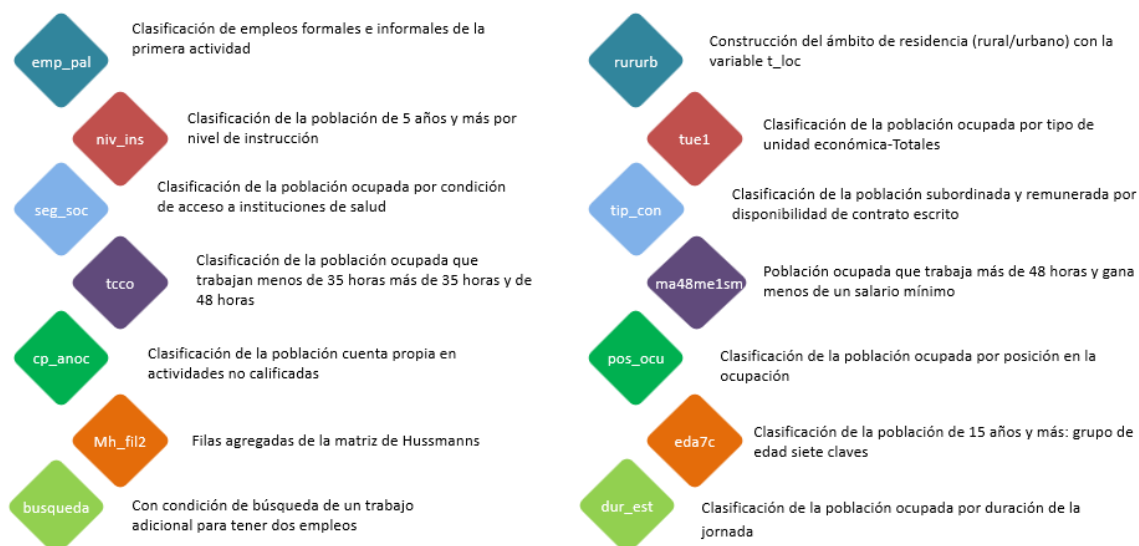 emp_pal
Clasificación de empleos formales e informales de la
primera actividad
niv_ins
Clasificación de la población de 5 años y más por
nivel de instrucción
seg_soc
Clasificación de la población ocupada por condición
de acceso a instituciones de salud
tcco
Clasificación de la población ocupada que
trabajan menos de 35 horas más de 35 horas y de
48 horas
cp_anoc
Clasificación de la población cuenta propia en
actividades no calificadas
Mh_fil2
Filas agregadas de la matriz de Hussmanns
busqueda
Con condición de búsqueda de un trabajo
adicional para tener dos empleos
rururb
Construcción del ámbito de residencia (rural/urbano) con la
variable t_loc
tue1
Clasificación de la población ocupada por tipo de
unidad económica-Totales
tip_con
Clasificación de la población subordinada y remunerada por
disponibilidad de contrato escrito
ma48me1sm
Población ocupada que trabaja más de 48 horas y gana
menos de un salario mínimo
pos_ocu
Clasificación de la población ocupada por posición en la
ocupación
eda7c
Clasificación de la población de 15 años y más: grupo de
edad siete claves
dur_est
Clasificación de la población ocupada por duración de la
jornada